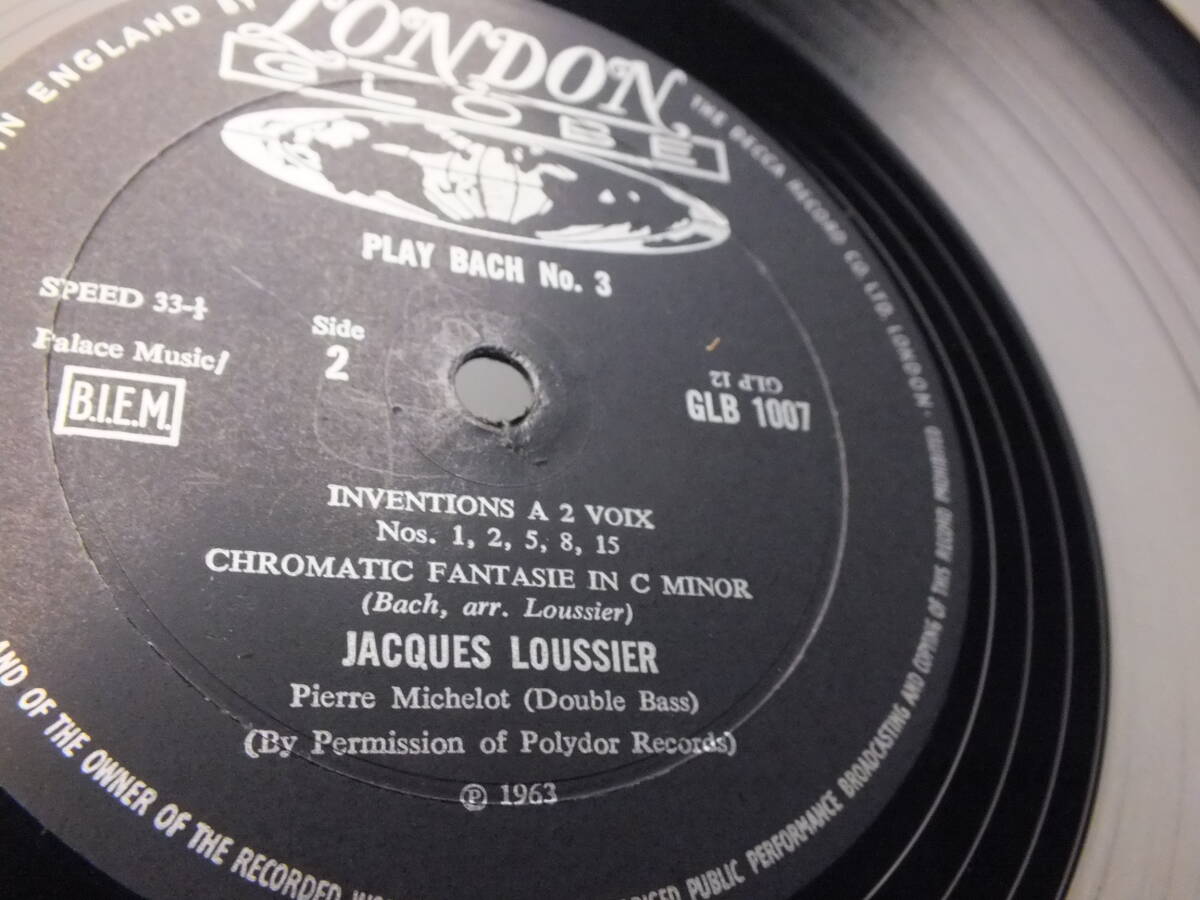 LONDON
GLOBE
PLAY BACH No. 3
SPEED 33-⅓
Side
2
Palace Music/
B.I.E.M.
GLP 12
GLB 1007
INVENTIONS A 2 VOIX
Nos. 1, 2, 5, 8, 15
CHROMATIC FANTASIE IN C MINOR
(Bach, arr. Loussier)
JACQUES LOUSSIER
Pierre Michelot (Double Bass)
(By Permission of Polydor Records)
Ⓟ 1963
ENGLAND
THE DECCA RECORD CO. LTD. LONDON.
PUBLIC PERFORMANCE BROADCASTING AND COPYING OF THIS RECORD PROHIBITED
AND OF THE OWNER OF THE RECORDED